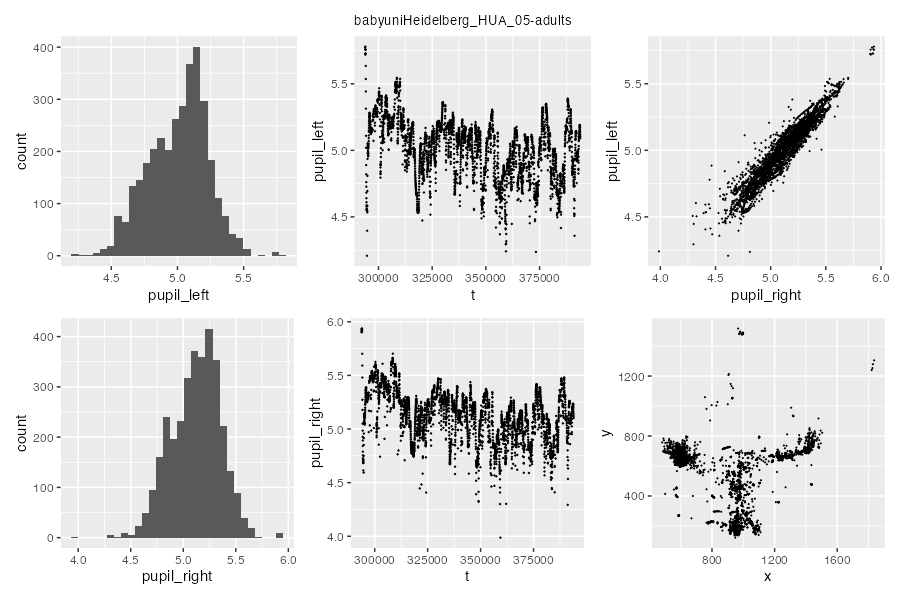 babyuniHeidelberg_HUA_05-adults
count
400
300
200
100
0
4.5 5.0 5.5
pupil_left
pupil_left
5.5
5.0
4.5
300000 325000 350000 375000
t
pupil_left
5.5
5.0
4.5
4.0 4.5 5.0 5.5 6.0
pupil_right
count
400
300
200
100
0
4.0 4.5 5.0 5.5 6.0
pupil_right
pupil_right
6.0
5.5
5.0
4.5
4.0
300000 325000 350000 375000
t
y
1200
800
400
800 1200 1600
x